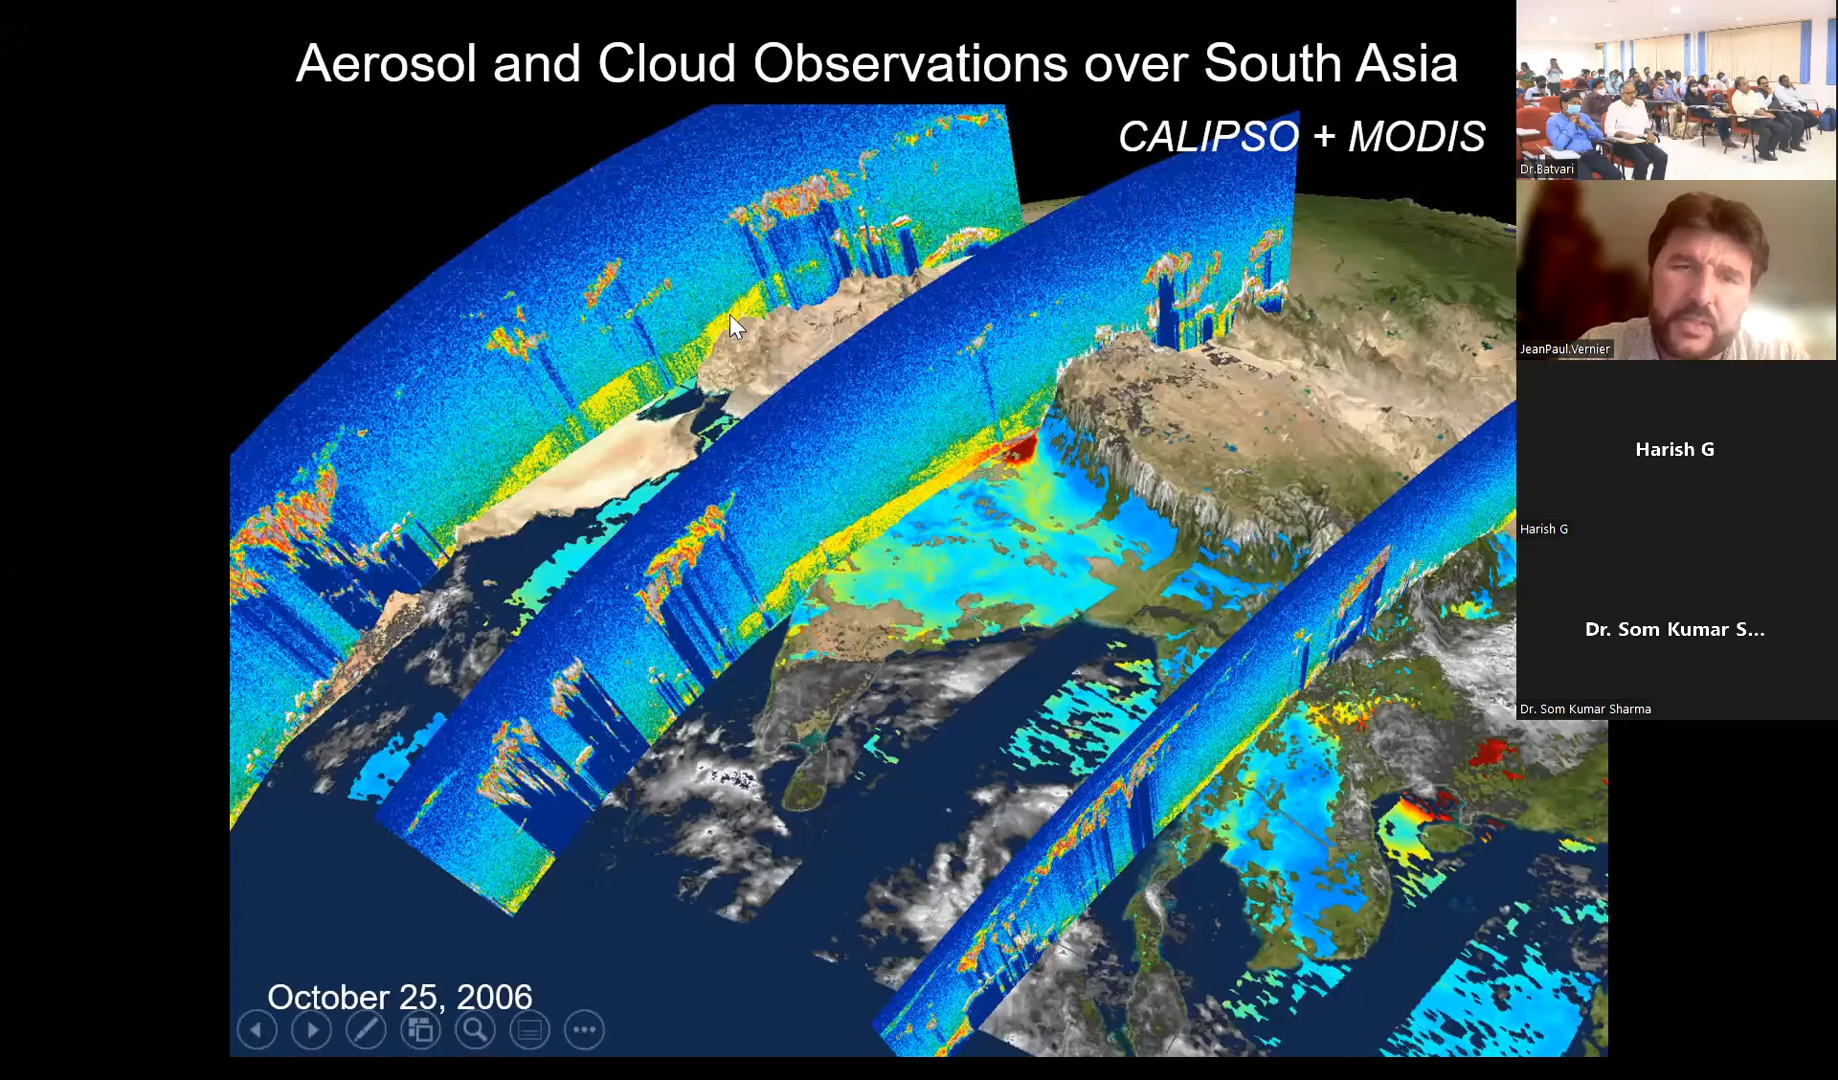 Aerosol and Cloud Observations over South Asia
CALIPSO + MODIS
October 25, 2006
Dr.Batvari
JeanPaul.Vernier
Harish G
Harish G
Dr. Som Kumar S...
Dr. Som Kumar Sharma